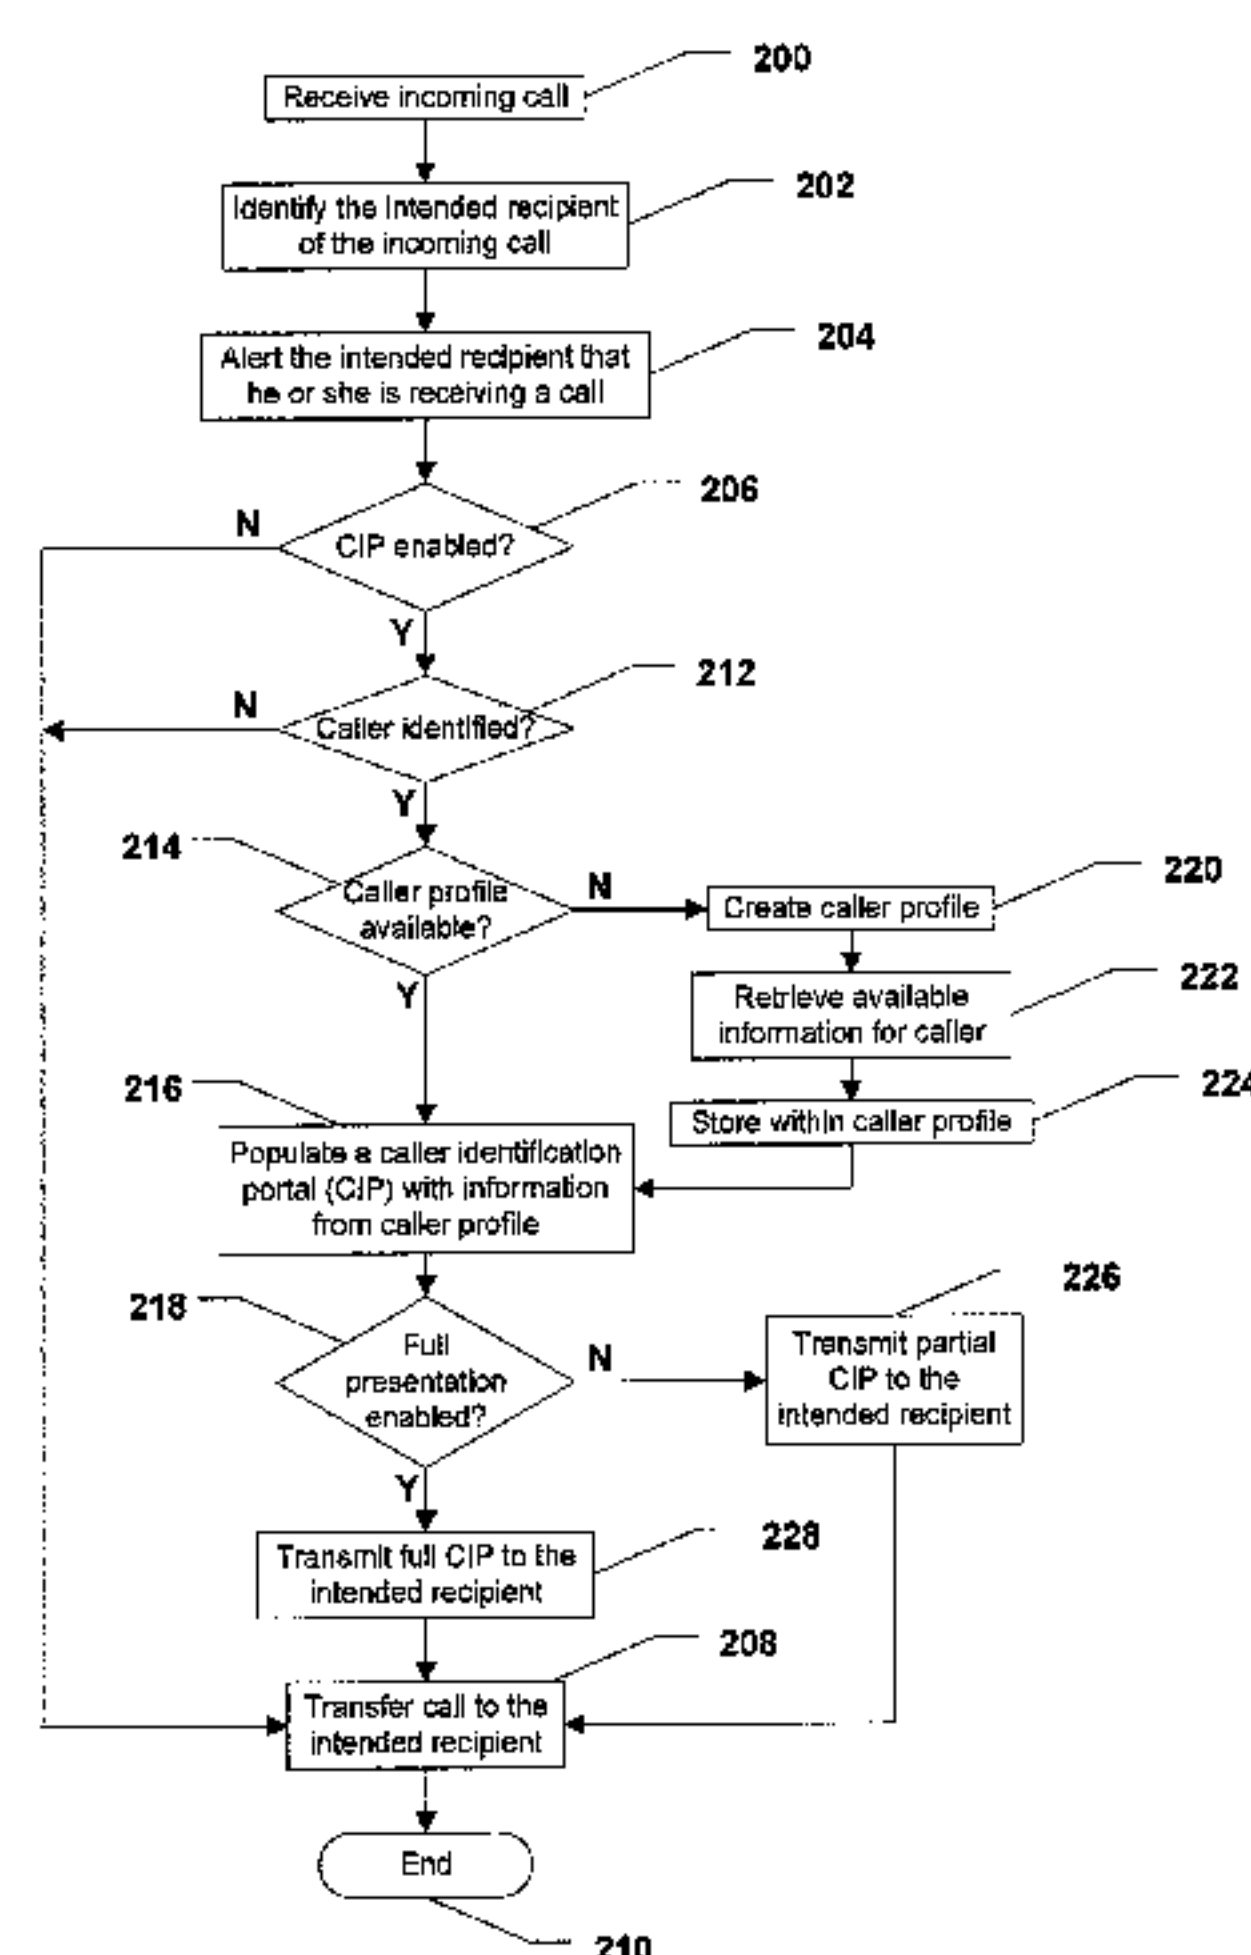 200
Receive incoming call
202
Identify the intended recipient
of the incoming call
204
Alert the intended recipient that
he or she is receiving a call
206
N
CIP enabled?
Y
212
N
Caller identified?
Y
214
Caller profile
available?
N
220
Create caller profile
Y
222
Retrieve available
information for caller
216
224
Store within caller profile
Populate a caller identification
portal (CIP) with information
from caller profile
226
218
Full
presentation
enabled?
N
Transmit partial
CIP to the
intended recipient
Y
228
Transmit full CIP to the
intended recipient
208
Transfer call to the
intended recipient
End
210